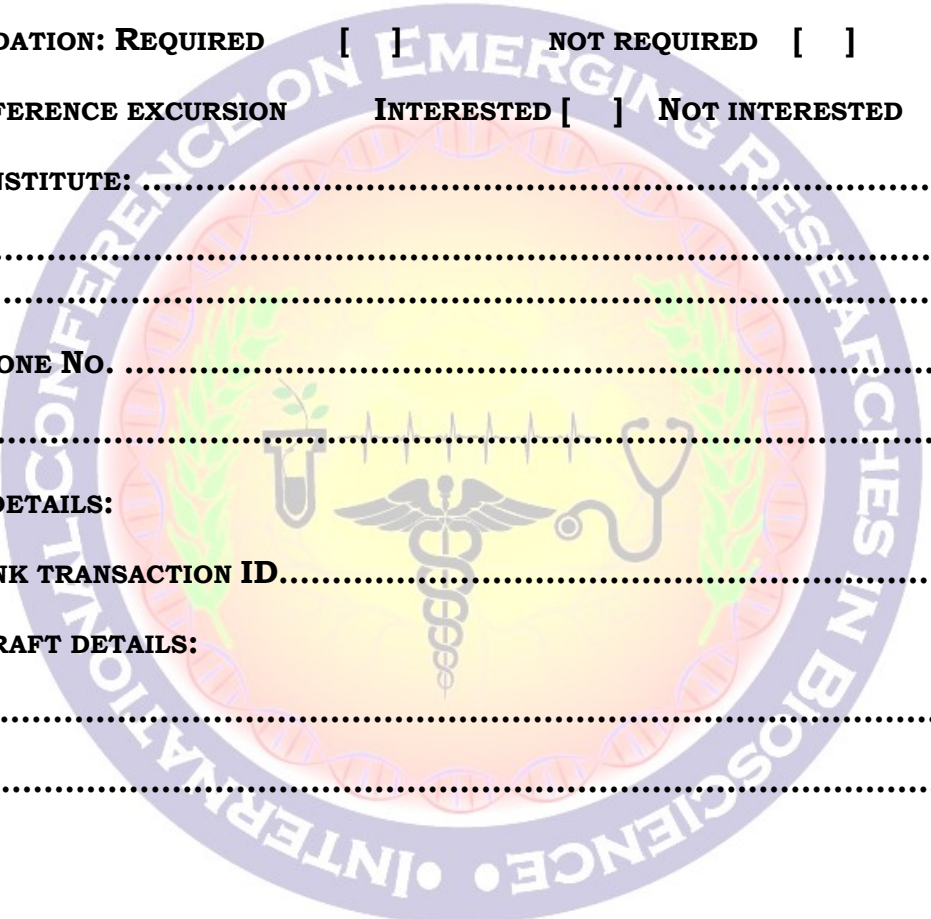 DATION: REQUIRED [ ] NOT REQUIRED [ ]
FERENCE EXCURSION INTERESTED [ ] NOT INTERESTED
NSTITUTE: ................................................................................
................................................................................
................................................................................
ONE NO. ................................................................................
................................................................................
DETAILS:
NK TRANSACTION ID................................................................
RAFT DETAILS:
................................................................................
................................................................................
INTERNATIONAL CONFERENCE ON EMERGING RESEARCHES IN BIOSCIENCE